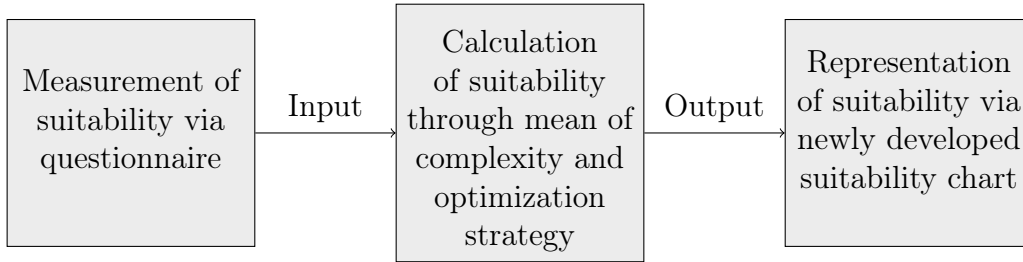 Measurement of
suitability via
questionnaire
Input
Calculation
of suitability
through mean of
complexity and
optimization
strategy
Output
Representation
of suitability via
newly developed
suitability chart